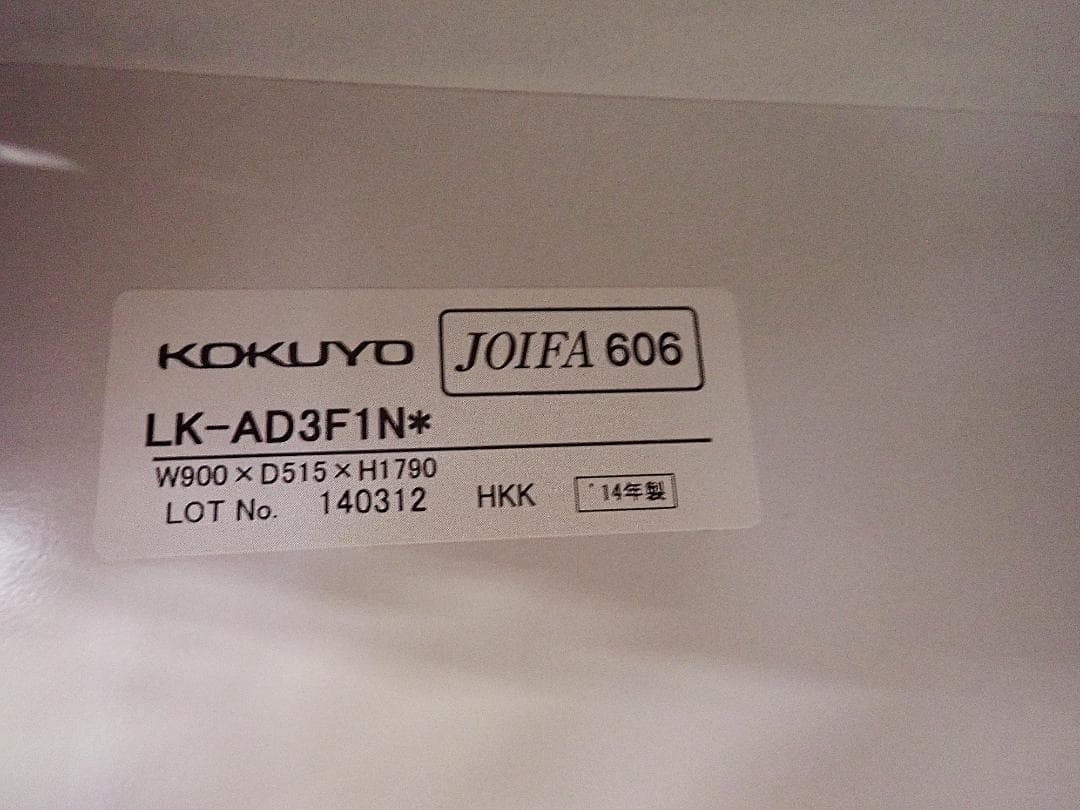 KOKUYO JOIFA 606
LK-AD3F1N*
W900×D515×H1790
LOT No. 140312 HKK '14年製